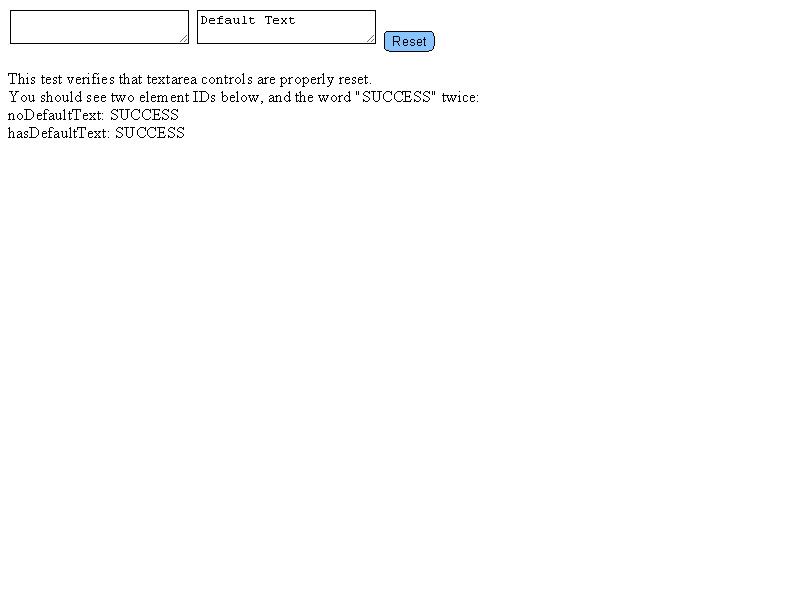 Default Text
Reset
This test verifies that textarea controls are properly reset.
You should see two element IDs below, and the word "SUCCESS" twice:
noDefaultText: SUCCESS
hasDefaultText: SUCCESS